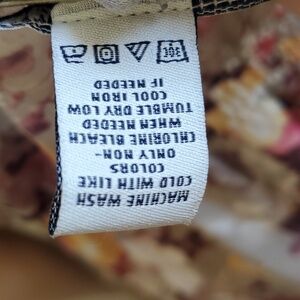 MACHINE WASH
COLD WITH LIKE
COLORS
ONLY NON-
CHLORINE BLEACH
WHEN NEEDED
TUMBLE DRY LOW
COOL IRON
IF NEEDED